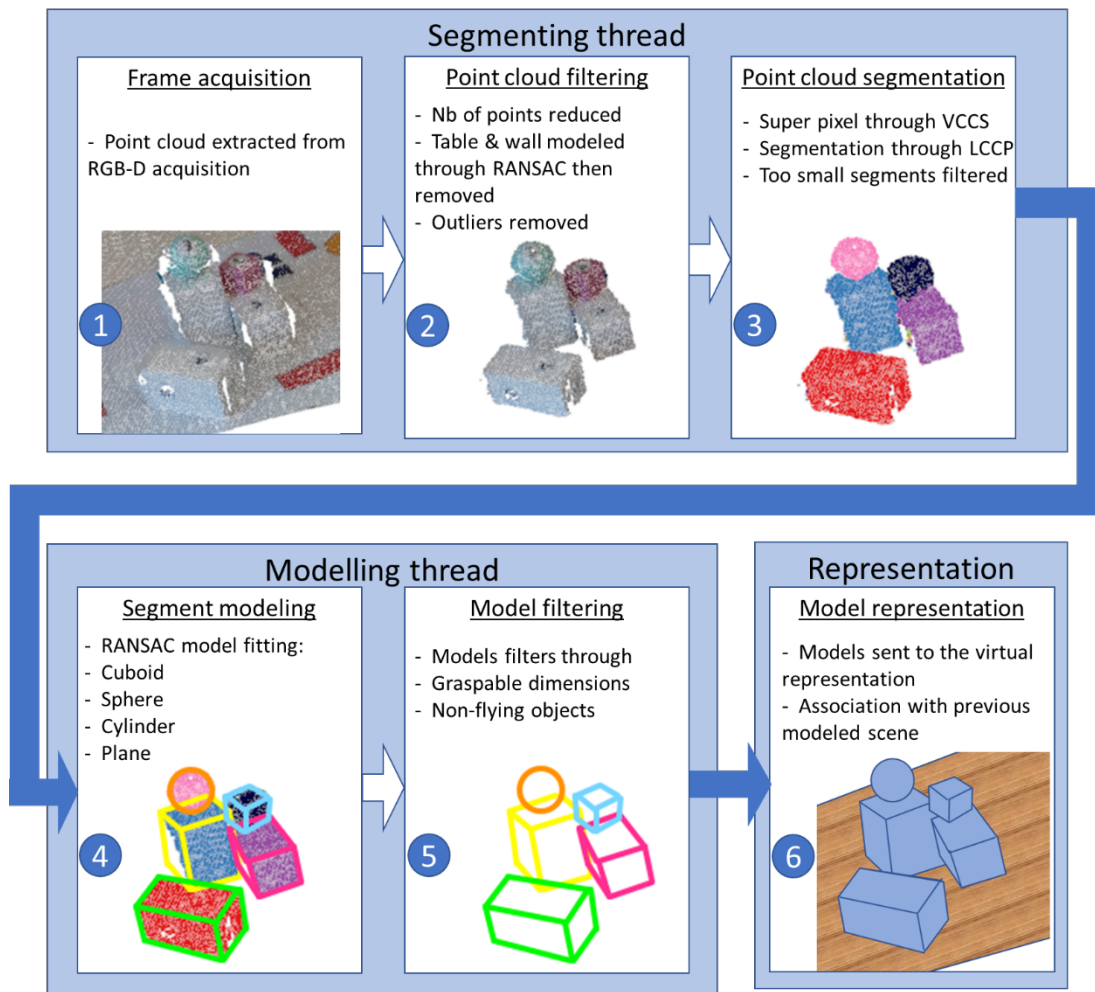 Segmenting thread
Frame acquisition
- Point cloud extracted from
RGB-D acquisition
1
Point cloud filtering
- Nb of points reduced
- Table & wall modeled
through RANSAC then
removed
- Outliers removed
2
Point cloud segmentation
- Super pixel through VCCS
- Segmentation through LCCP
- Too small segments filtered
3
Modelling thread
Segment modeling
- RANSAC model fitting:
- Cuboid
- Sphere
- Cylinder
- Plane
4
Model filtering
- Models filters through
- Graspable dimensions
- Non-flying objects
5
Representation
Model representation
- Models sent to the virtual
representation
- Association with previous
modeled scene
6